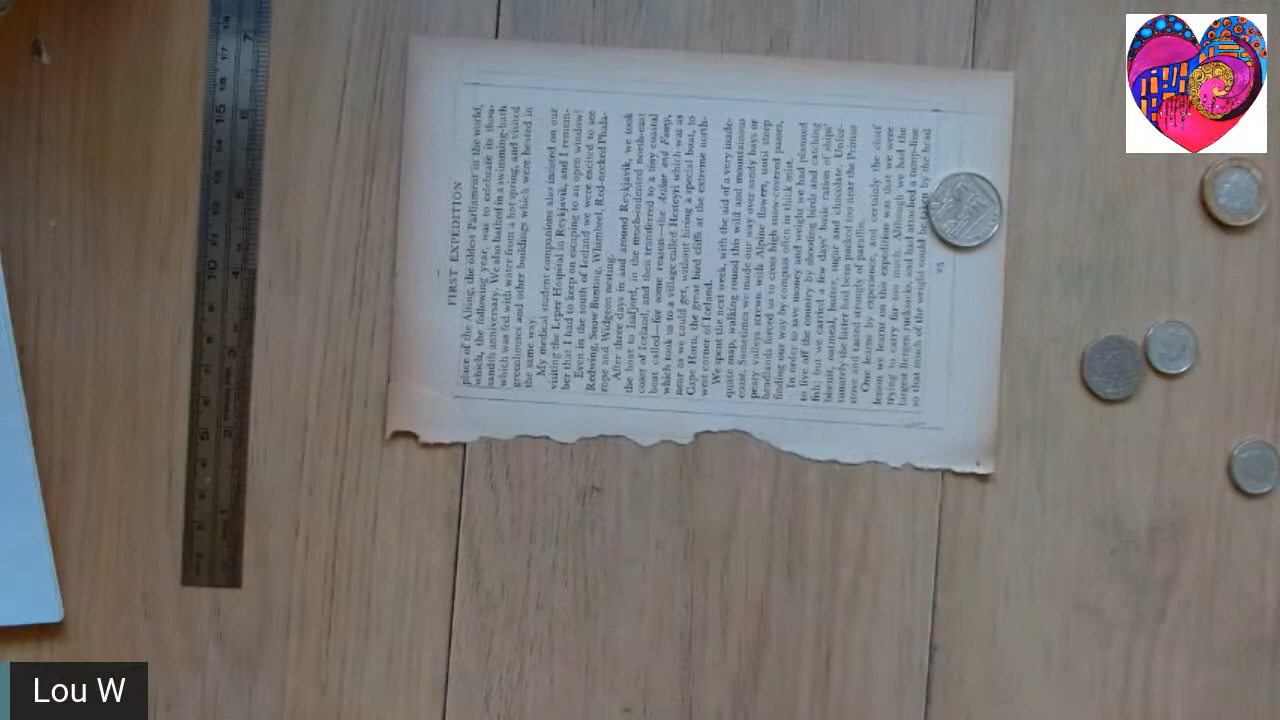 FIRST EXPEDITION
place of the Alting, the oldest Parliament in the world,
which, the following year, was to celebrate its thou-
sandth anniversary. We also bathed in a swimming-bath
which was fed with water from a hot spring, and visited
greenhouses and other buildings which were heated in
the same way.
My medical student companions also insisted on our
visiting the Leper Hospital in Reykjavik, and I remem-
ber that I had to keep on escaping to an open window!
Even in the south of Iceland we were excited to see
Redwing, Snow Bunting, Whimbrel, Red-necked Phala-
rope and Widgeon nesting.
After three days in and around Reykjavik, we took
the boat to Isafjord, in the much-indented north-east
coast of Iceland, and then transferred to a tiny coastal
boat called—for some reason—the and Fanny,
which took us to a village called Hesteyri which was as
near as we could get, without hiring a special boat, to
Cape Horn, the great bird cliffs at the extreme north-
west corner of Iceland.
We spent the next week, with the aid of a very inade-
quate map, walking round this wild and mountainous
coast. Sometimes we made our way over sandy bays or
peaty valleys strewn with Alpine flowers, until steep
headlands forced us to cross high snow-covered passes,
finding our way by compass often in thick mist.
In order to save money and weight, we had planned
to live off the country by shooting birds and catching
fish; but we carried a few days' basic ration of ships'
biscuit, oatmeal, butter, sugar and chocolate. Unfor-
tunately the latter had been packed too near the Primus
stove and tasted strongly of paraffin.
One learns by experience, and certainly the chief
lesson we learnt on this expedition was that we were
trying to carry far too much. Although we had the
largest Bergen rucksacks, and had attached a nump-line
so that much of the weight could be taken by the head
25
Lou W